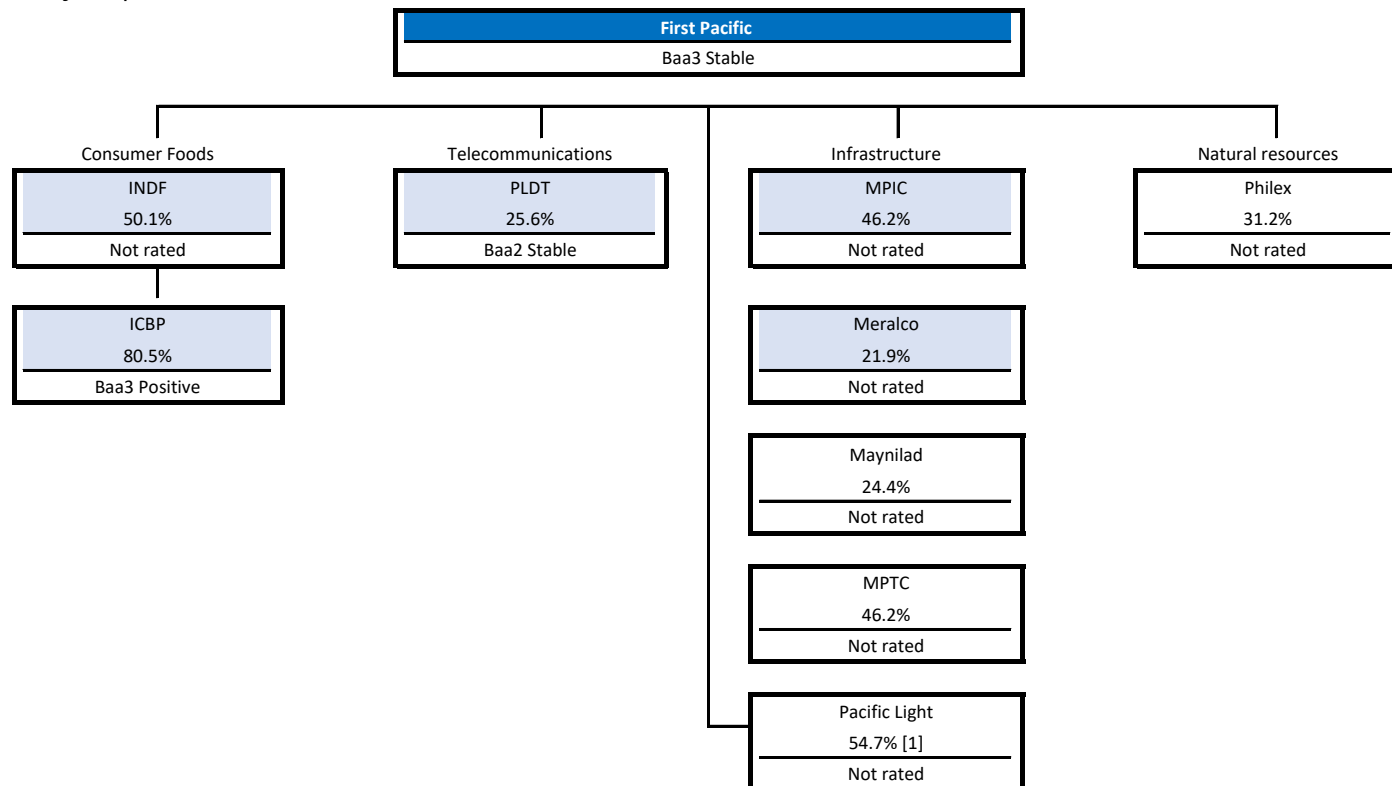 First Pacific
Baa3 Stable
Consumer Foods
INDF
50.1%
Not rated
ICBP
80.5%
Baa3 Positive
Telecommunications
PLDT
25.6%
Baa2 Stable
Infrastructure
MPIC
46.2%
Not rated
Meralco
21.9%
Not rated
Maynilad
24.4%
Not rated
MPTC
46.2%
Not rated
Pacific Light
54.7% [1]
Not rated
Natural resources
Philex
31.2%
Not rated